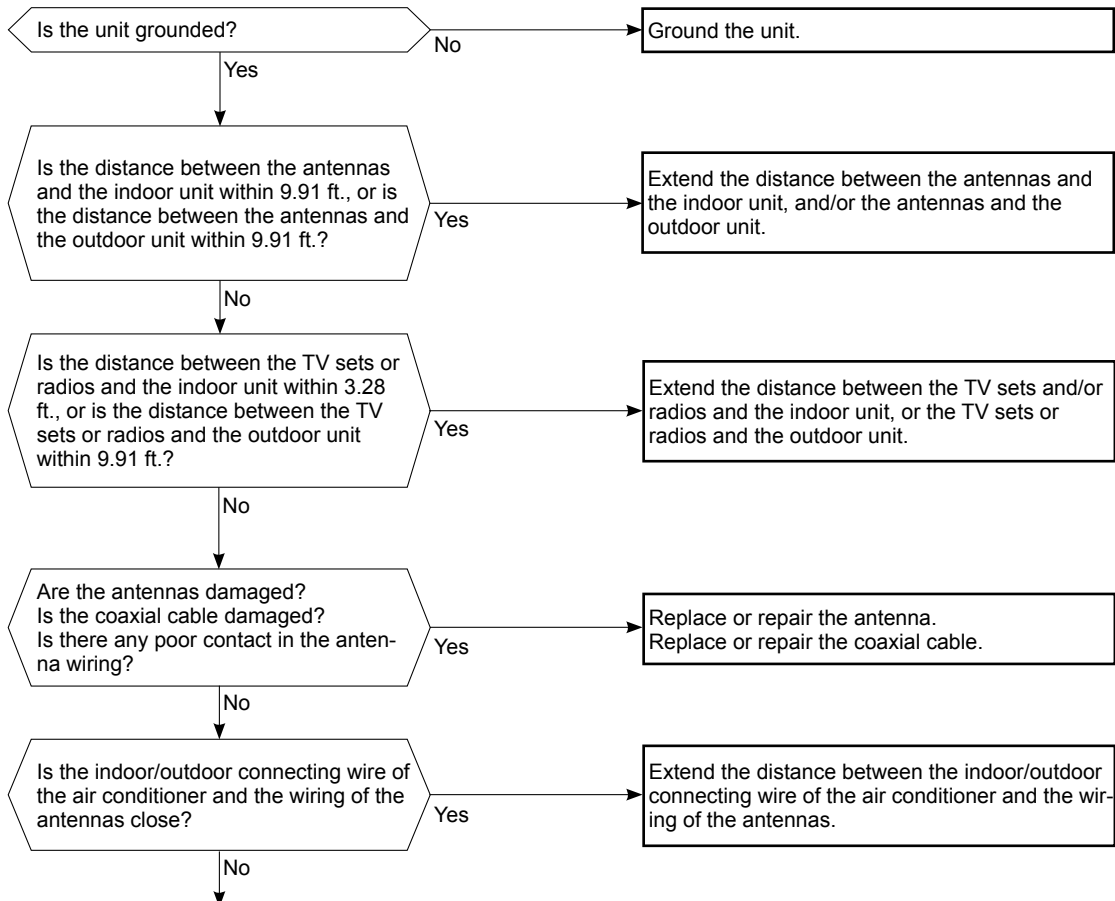 Is the unit grounded?
No
Ground the unit.
Yes
Is the distance between the antennas
and the indoor unit within 9.91 ft., or is
the distance between the antennas and
the outdoor unit within 9.91 ft.?
Yes
Extend the distance between the antennas and
the indoor unit, and/or the antennas and the
outdoor unit.
No
Is the distance between the TV sets or
radios and the indoor unit within 3.28
ft., or is the distance between the TV
sets or radios and the outdoor unit
within 9.91 ft.?
Yes
Extend the distance between the TV sets and/or
radios and the indoor unit, or the TV sets or
radios and the outdoor unit.
No
Are the antennas damaged?
Is the coaxial cable damaged?
Is there any poor contact in the anten-
na wiring?
Yes
Replace or repair the antenna.
Replace or repair the coaxial cable.
No
Is the indoor/outdoor connecting wire of
the air conditioner and the wiring of the
antennas close?
Yes
Extend the distance between the indoor/outdoor
connecting wire of the air conditioner and the wir-
ing of the antennas.
No